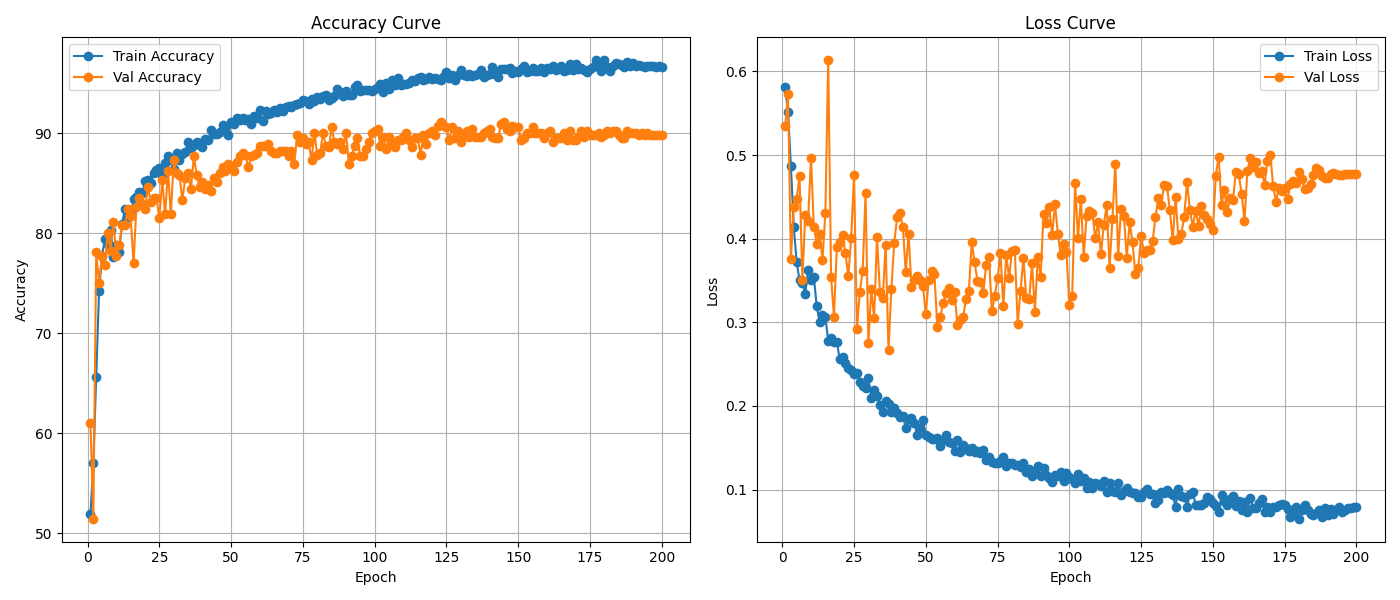 Accuracy Curve
Train Accuracy
Val Accuracy
Accuracy
90
80
70
60
50
0 25 50 75 100 125 150 175 200
Epoch
Loss Curve
Train Loss
Val Loss
Loss
0.6
0.5
0.4
0.3
0.2
0.1
0 25 50 75 100 125 150 175 200
Epoch